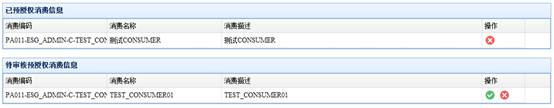 已预授权消费信息
消费编码 消费名称 消费描述 操作
PA011-ESG_ADMIN-C-TEST_CON 测试CONSUMER 测试CONSUMER
待审核预授权消费信息
消费编码 消费名称 消费描述 操作
PA011-ESG_ADMIN-C-TEST_CON TEST_CONSUMER01 TEST_CONSUMER01